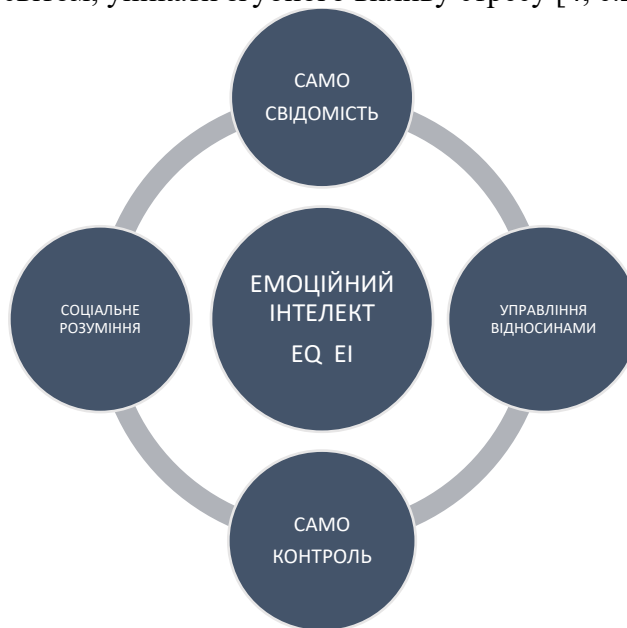 САМО
СВІДОМІСТЬ
СОЦІАЛЬНЕ
РОЗУМІННЯ
ЕМОЦІЙНИЙ
ІНТЕЛЕКТ
EQ EI
УПРАВЛІННЯ
ВІДНОСИНАМИ
САМО
КОНТРОЛЬ